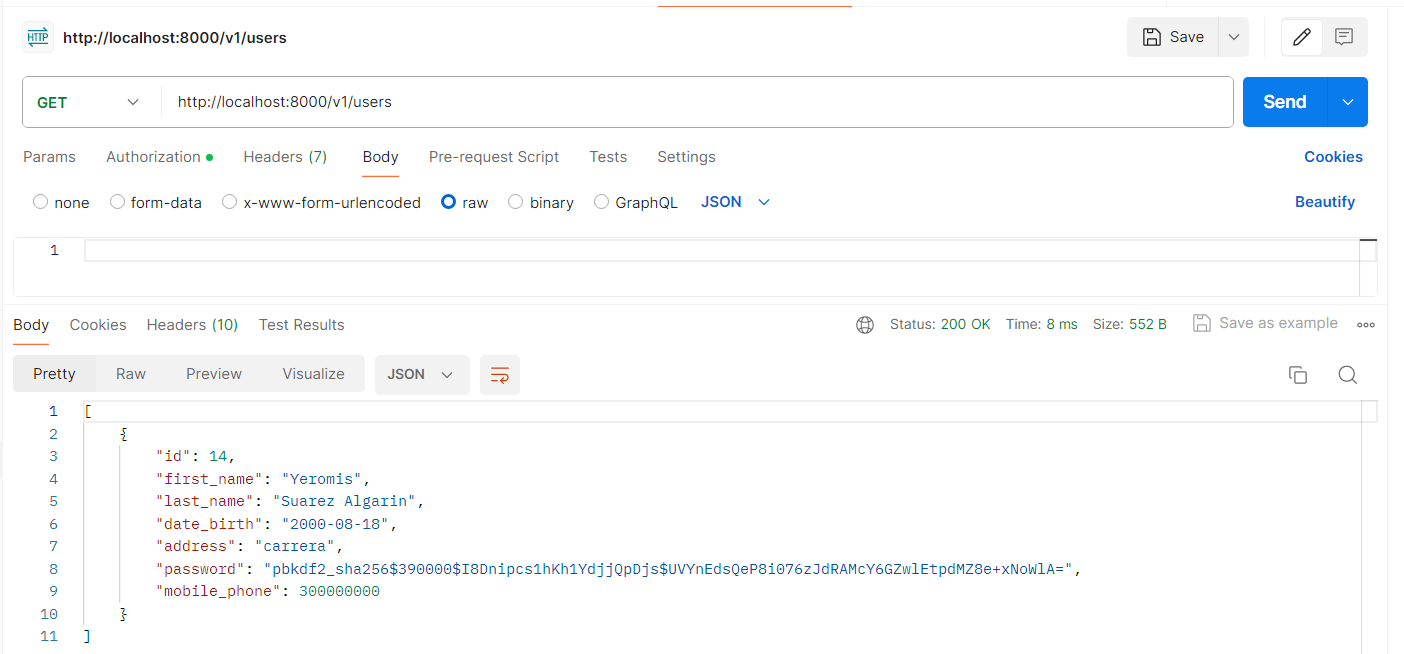 HTTP http://localhost:8000/v1/users Save
GET http://localhost:8000/v1/users Send
Params Authorization Headers (7) Body Pre-request Script Tests Settings Cookies
none form-data x-www-form-urlencoded raw binary GraphQL JSON Beautify
1
Body Cookies Headers (10) Test Results Status: 200 OK Time: 8 ms Size: 552 B Save as example
Pretty Raw Preview Visualize JSON
1 [
2 {
3 "id": 14,
4 "first_name": "Yeromis",
5 "last_name": "Suarez Algarin",
6 "date_birth": "2000-08-18",
7 "address": "carrera",
8 "password": "pbkdf2_sha256$390000$I8Dnipcs1hKh1YdjjQpDjs$UVYnEdsQeP8i076zJdRAMcY6GZwlEtpdMZ8e+xNoWlA=",
9 "mobile_phone": 300000000
10 }
11 ]